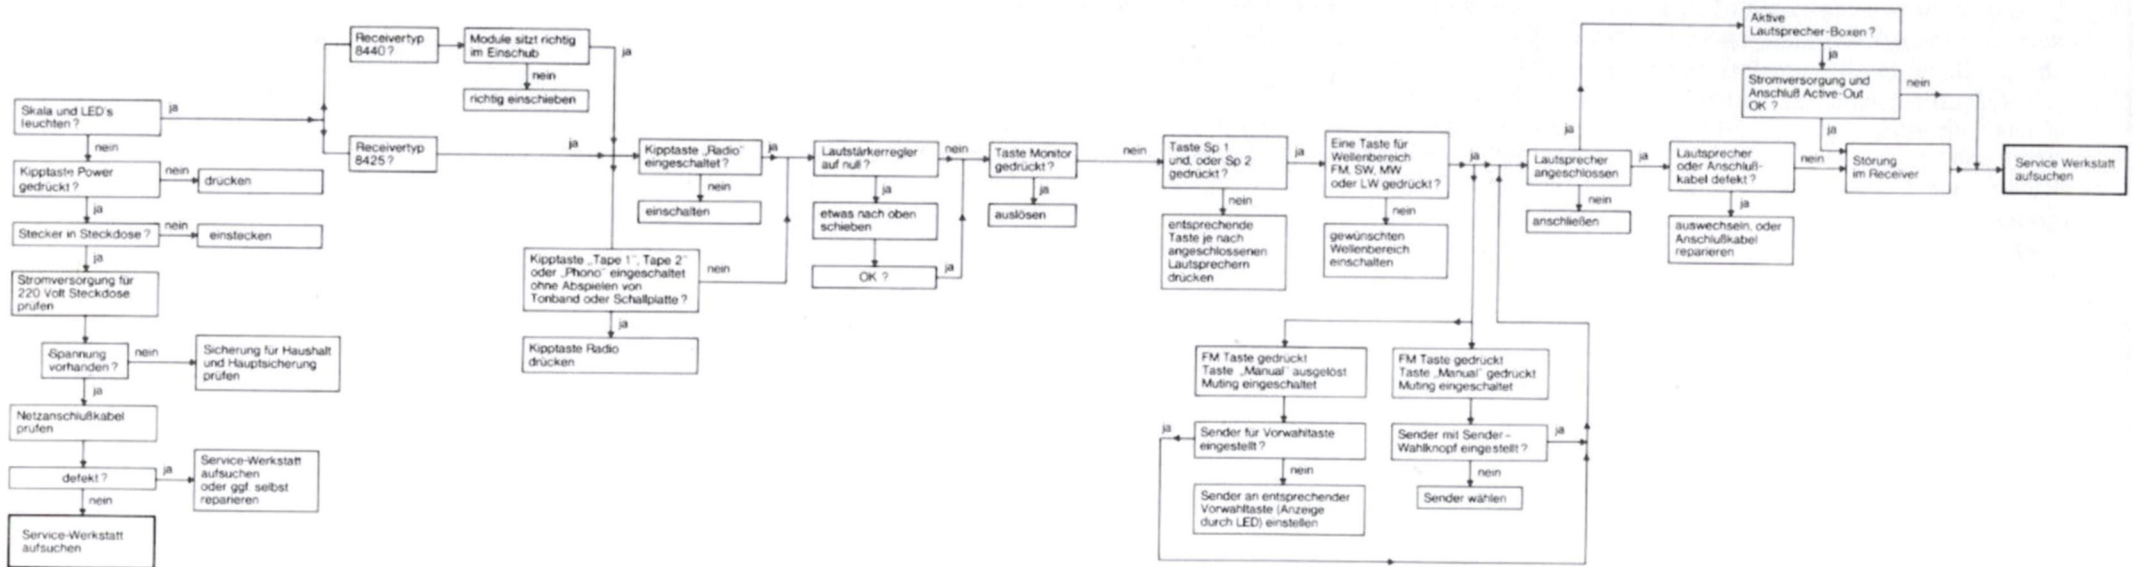 Skala und LED's
leuchten?
ja
nein
Kipptaste Power
gedrückt?
nein
drücken
ja
Stecker in Steckdose?
nein
einstecken
ja
Stromversorgung für
220 Volt Steckdose
prüfen
Spannung
vorhanden?
nein
Sicherung für Haushalt
und Hauptsicherung
prüfen
ja
Netzanschlußkabel
prüfen
defekt?
ja
Service-Werkstatt
aufsuchen
oder ggf. selbst
reparieren
nein
Service-Werkstatt
aufsuchen
Receivertyp
8440?
Module sitzt richtig
im Einschub
ja
nein
richtig einschieben
Receivertyp
8425?
ja
Kipptaste „Radio"
eingeschaltet?
ja
nein
einschalten
Kipptaste „Tape 1", Tape 2"
oder „Phono" eingeschaltet
ohne Abspielen von
Tonband oder Schallplatte?
nein
ja
Kipptaste Radio
drücken
Lautstärkerregler
auf null?
nein
ja
etwas nach oben
schieben
OK?
ja
Taste Monitor
gedrückt?
nein
ja
auslösen
Taste Sp 1
und, oder Sp 2
gedrückt?
ja
nein
entsprechende
Taste je nach
angeschlossenen
Lautsprechern
drücken
Eine Taste für
Wellenbereich
FM, SW, MW
oder LW gedrückt?
ja
nein
gewünschten
Wellenbereich
einschalten
FM Taste gedrückt
Taste „Manual" ausgelöst
Muting eingeschaltet
Sender für Vorwahltaste
eingestellt?
ja
nein
Sender an entsprechender
Vorwahltaste (Anzeige
durch LED) einstellen
FM Taste gedrückt
Taste „Manual" gedrückt
Muting eingeschaltet
Sender mit Sender-
Wahlknopf eingestellt?
ja
nein
Sender wählen
ja
Lautsprecher
angeschlossen
ja
nein
anschließen
Lautsprecher
oder Anschluß-
kabel defekt?
nein
ja
auswechseln, oder
Anschlußkabel
reparieren
Aktive
Lautsprecher-Boxen?
ja
Stromversorgung und
Anschluß Active-Out
OK?
nein
ja
Störung
im Receiver
Service Werkstatt
aufsuchen